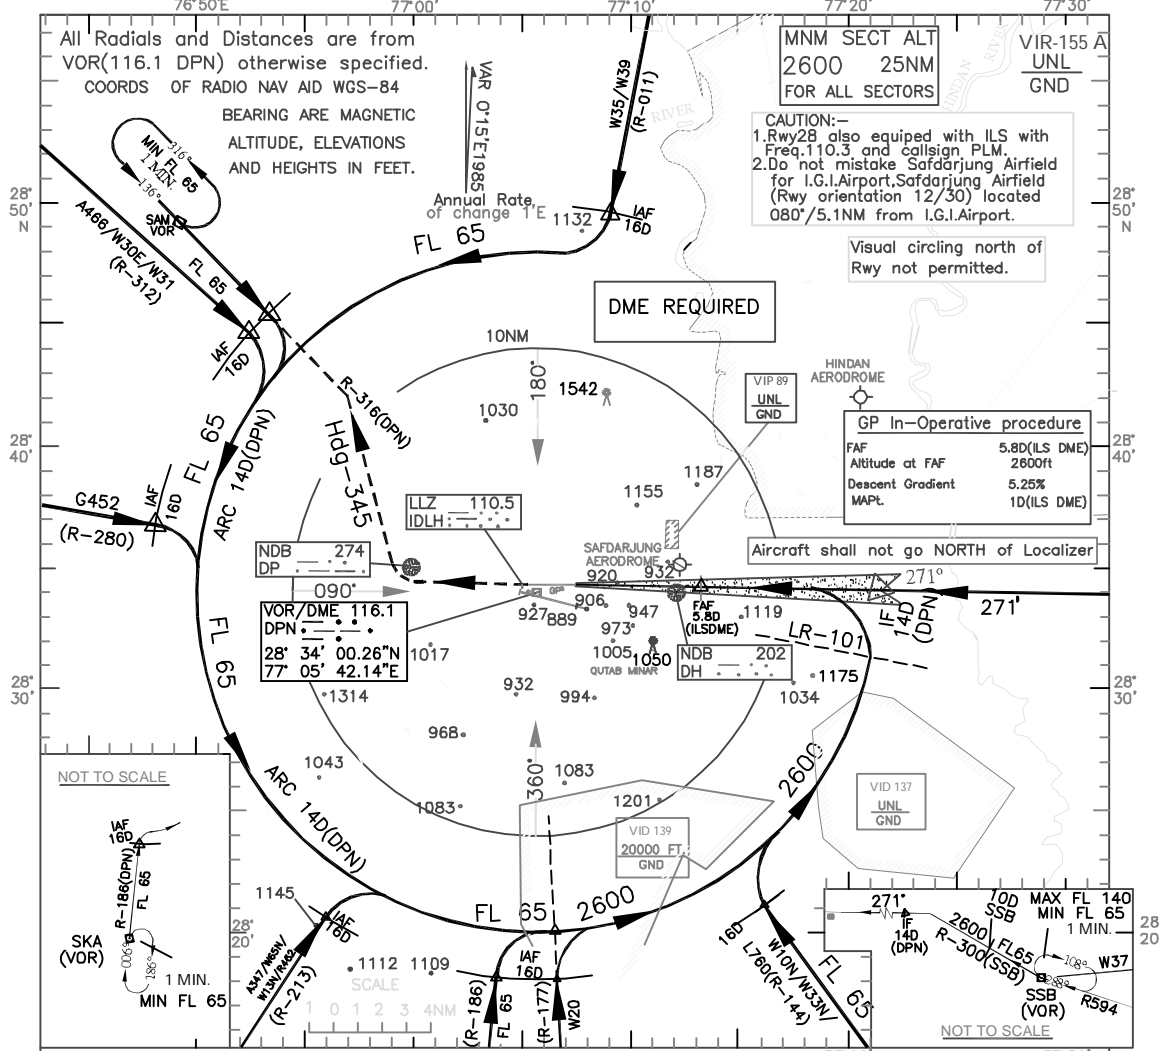 76°50'E
77°00'
77°10'
77°20'
77°30'
All Radials and Distances are from
VOR(116.1 DPN) otherwise specified.
COORDS OF RADIO NAV AID WGS-84
BEARING ARE MAGNETIC
ALTITUDE, ELEVATIONS
AND HEIGHTS IN FEET.
VAR 0°15'E1985
Annual Rate
of change 1'E
W35/W39
(R-011)
RIVER
MNM SECT ALT
2600 25NM
FOR ALL SECTORS
HINDAN
RIVER
VIR-155 A
UNL
GND
CAUTION:-
1.Rwy28 also equiped with ILS with
Freq.110.3 and callsign PLM.
2.Do not mistake Safdarjung Airfield
for I.G.I.Airport,Safdarjung Airfield
(Rwy orientation 12/30) located
080°/5.1NM from I.G.I.Airport.
Visual circling north of
Rwy not permitted.
316°
MIN FL 65
1 MIN.
136°
SAM
VOR
28°
50'
N
28°
50'
N
A466/W30E/W31
(R-312)
FL 65
IAF
16D
FL 65
1132
IAF
16D
DME REQUIRED
10NM
180°
1542
1030
R-316(DPN)
Hdg-345
VIP 89
UNL
GND
HINDAN
AERODROME
GP In-Operative procedure
FAF 5.8D(ILS DME)
Altitude at FAF 2600ft
Descent Gradient 5.25%
MAPt. 1D(ILS DME)
28°
40'
28°
40'
FL 65
ARC 14D(DPN)
G452
(R-280)
IAF
16D
1187
1155
LLZ 110.5
IDLH
NDB 274
DP
SAFDARJUNG
AERODROME
932
920
Aircraft shall not go NORTH of Localizer
271°
090°
GP
VOR/DME 116.1
DPN
28° 34' 00.26"N
77° 05' 42.14"E
927
889
906
947
973
1005
1050
QUTAB MINAR
FAF
5.8D
(ILSDME)
1119
LR-101
IF
14D
(DPN)
271°
NDB 202
DH
1017
1314
932
994
1175
1034
28°
30'
28°
30'
FL 65
968
1043
1083
1083
360°
1201
2600
VID 137
UNL
GND
VID 139
20000 FT
GND
ARC 14D(DPN)
NOT TO SCALE
IAF
16D
R-186(DPN)
FL 65
SKA
(VOR)
006°
186°
1 MIN.
MIN FL 65
1145
IAF
16D
28°
20'
28°
20'
A347/W65N/
W13N/R462
(R-213)
1112
1109
SCALE
1 0 1 2 3 4NM
FL 65
2600
IAF
16D
(R-186)
FL 65
(R-177)
W20
16D
W10N/W33N/
L760(R-144)
FL 65
271°
IF
14D
(DPN)
10D
SSB
MAX FL 140
MIN FL 65
1 MIN.
2600
FL65
R-300(SSB)
108°
288°
W37
R594
SSB
(VOR)
NOT TO SCALE